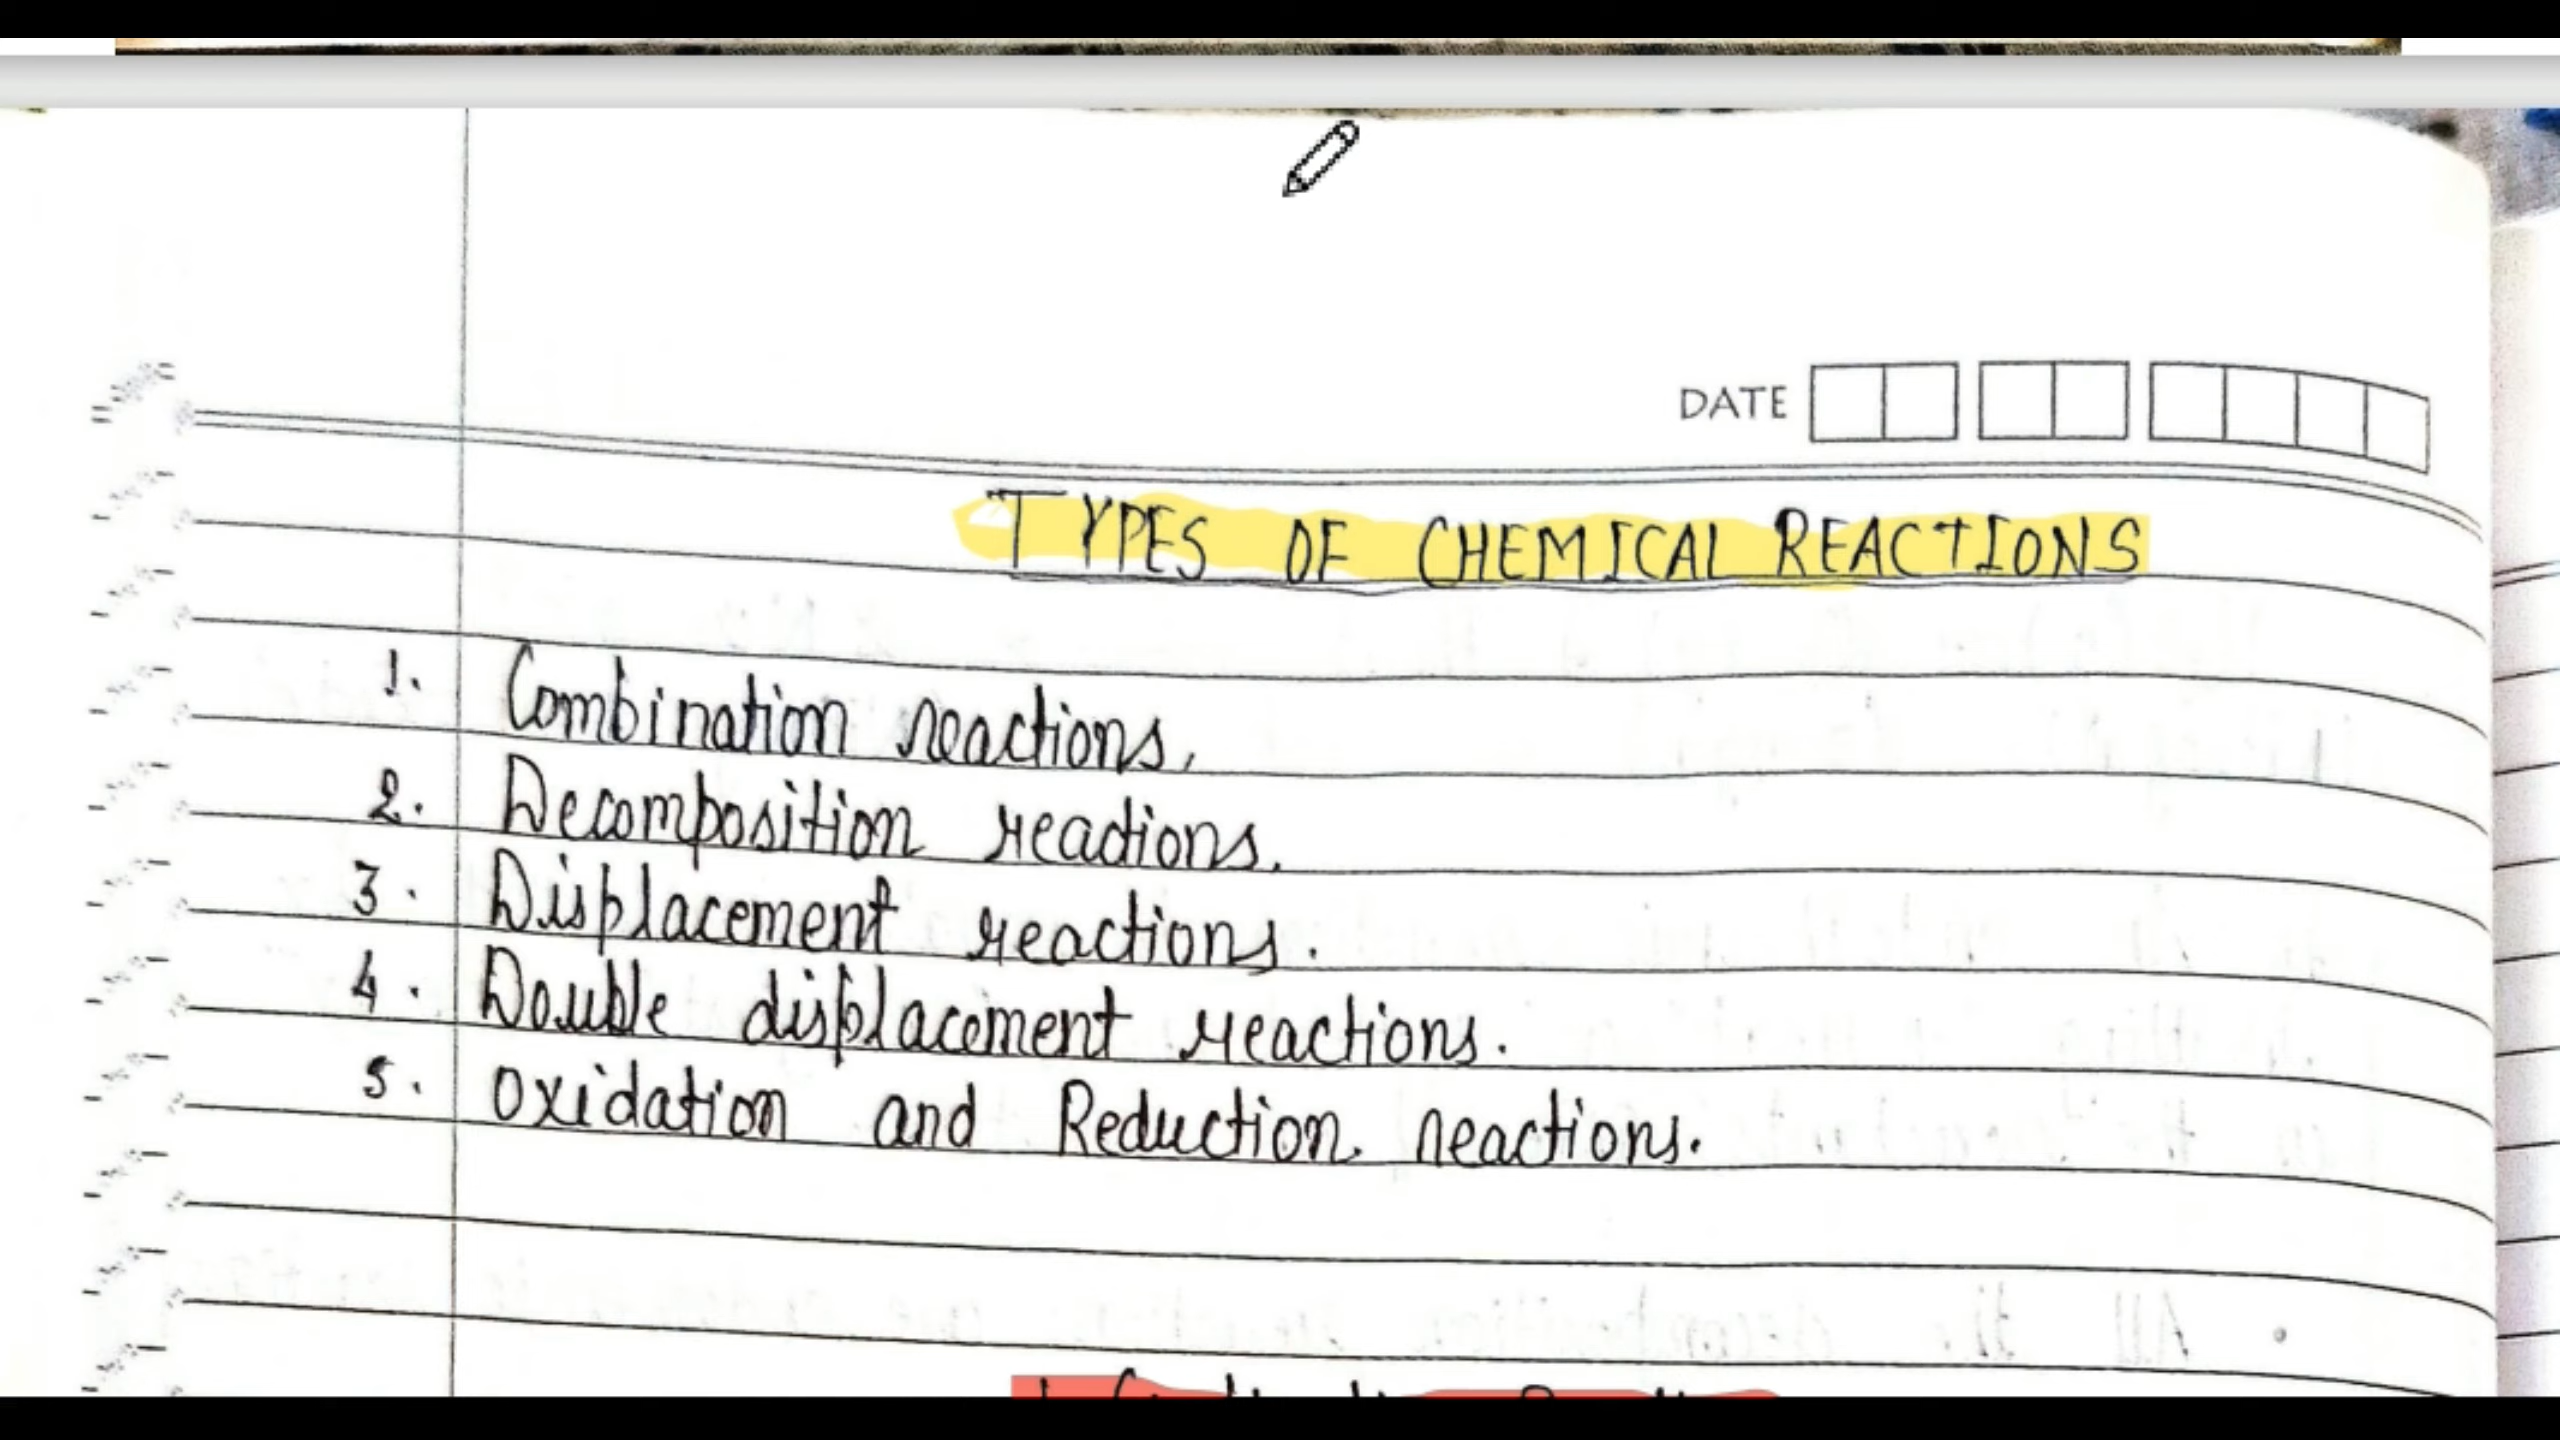 DATE
TYPES OF CHEMICAL REACTIONS
1. Combination reactions.
2. Decomposition reactions.
3. Displacement reactions.
4. Double displacement reactions.
5. Oxidation and Reduction reactions.